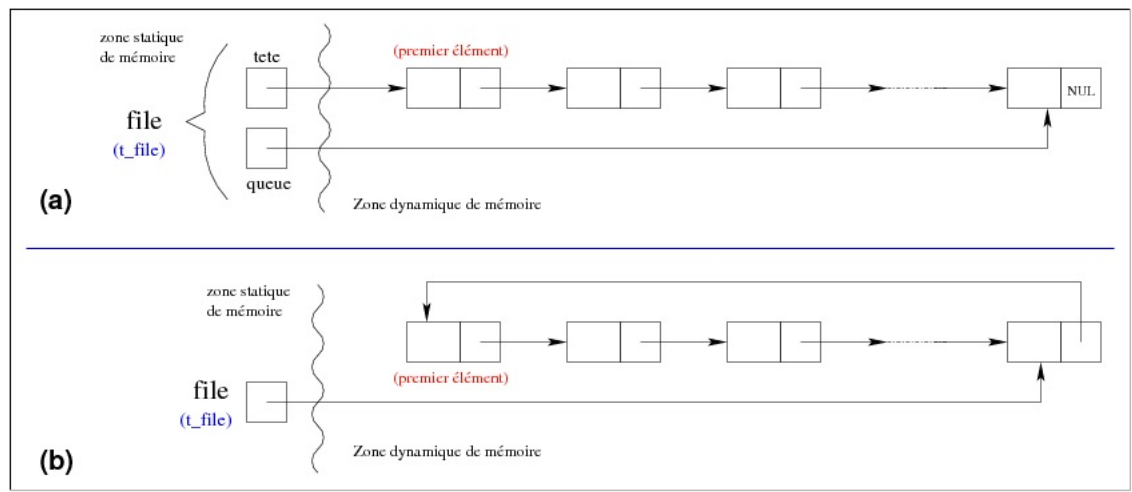 zone statique
de mémoire
tete
(premier élément)
NUL
file
(t_file)
queue
(a)
Zone dynamique de mémoire
zone statique
de mémoire
(premier élément)
file
(t_file)
Zone dynamique de mémoire
(b)